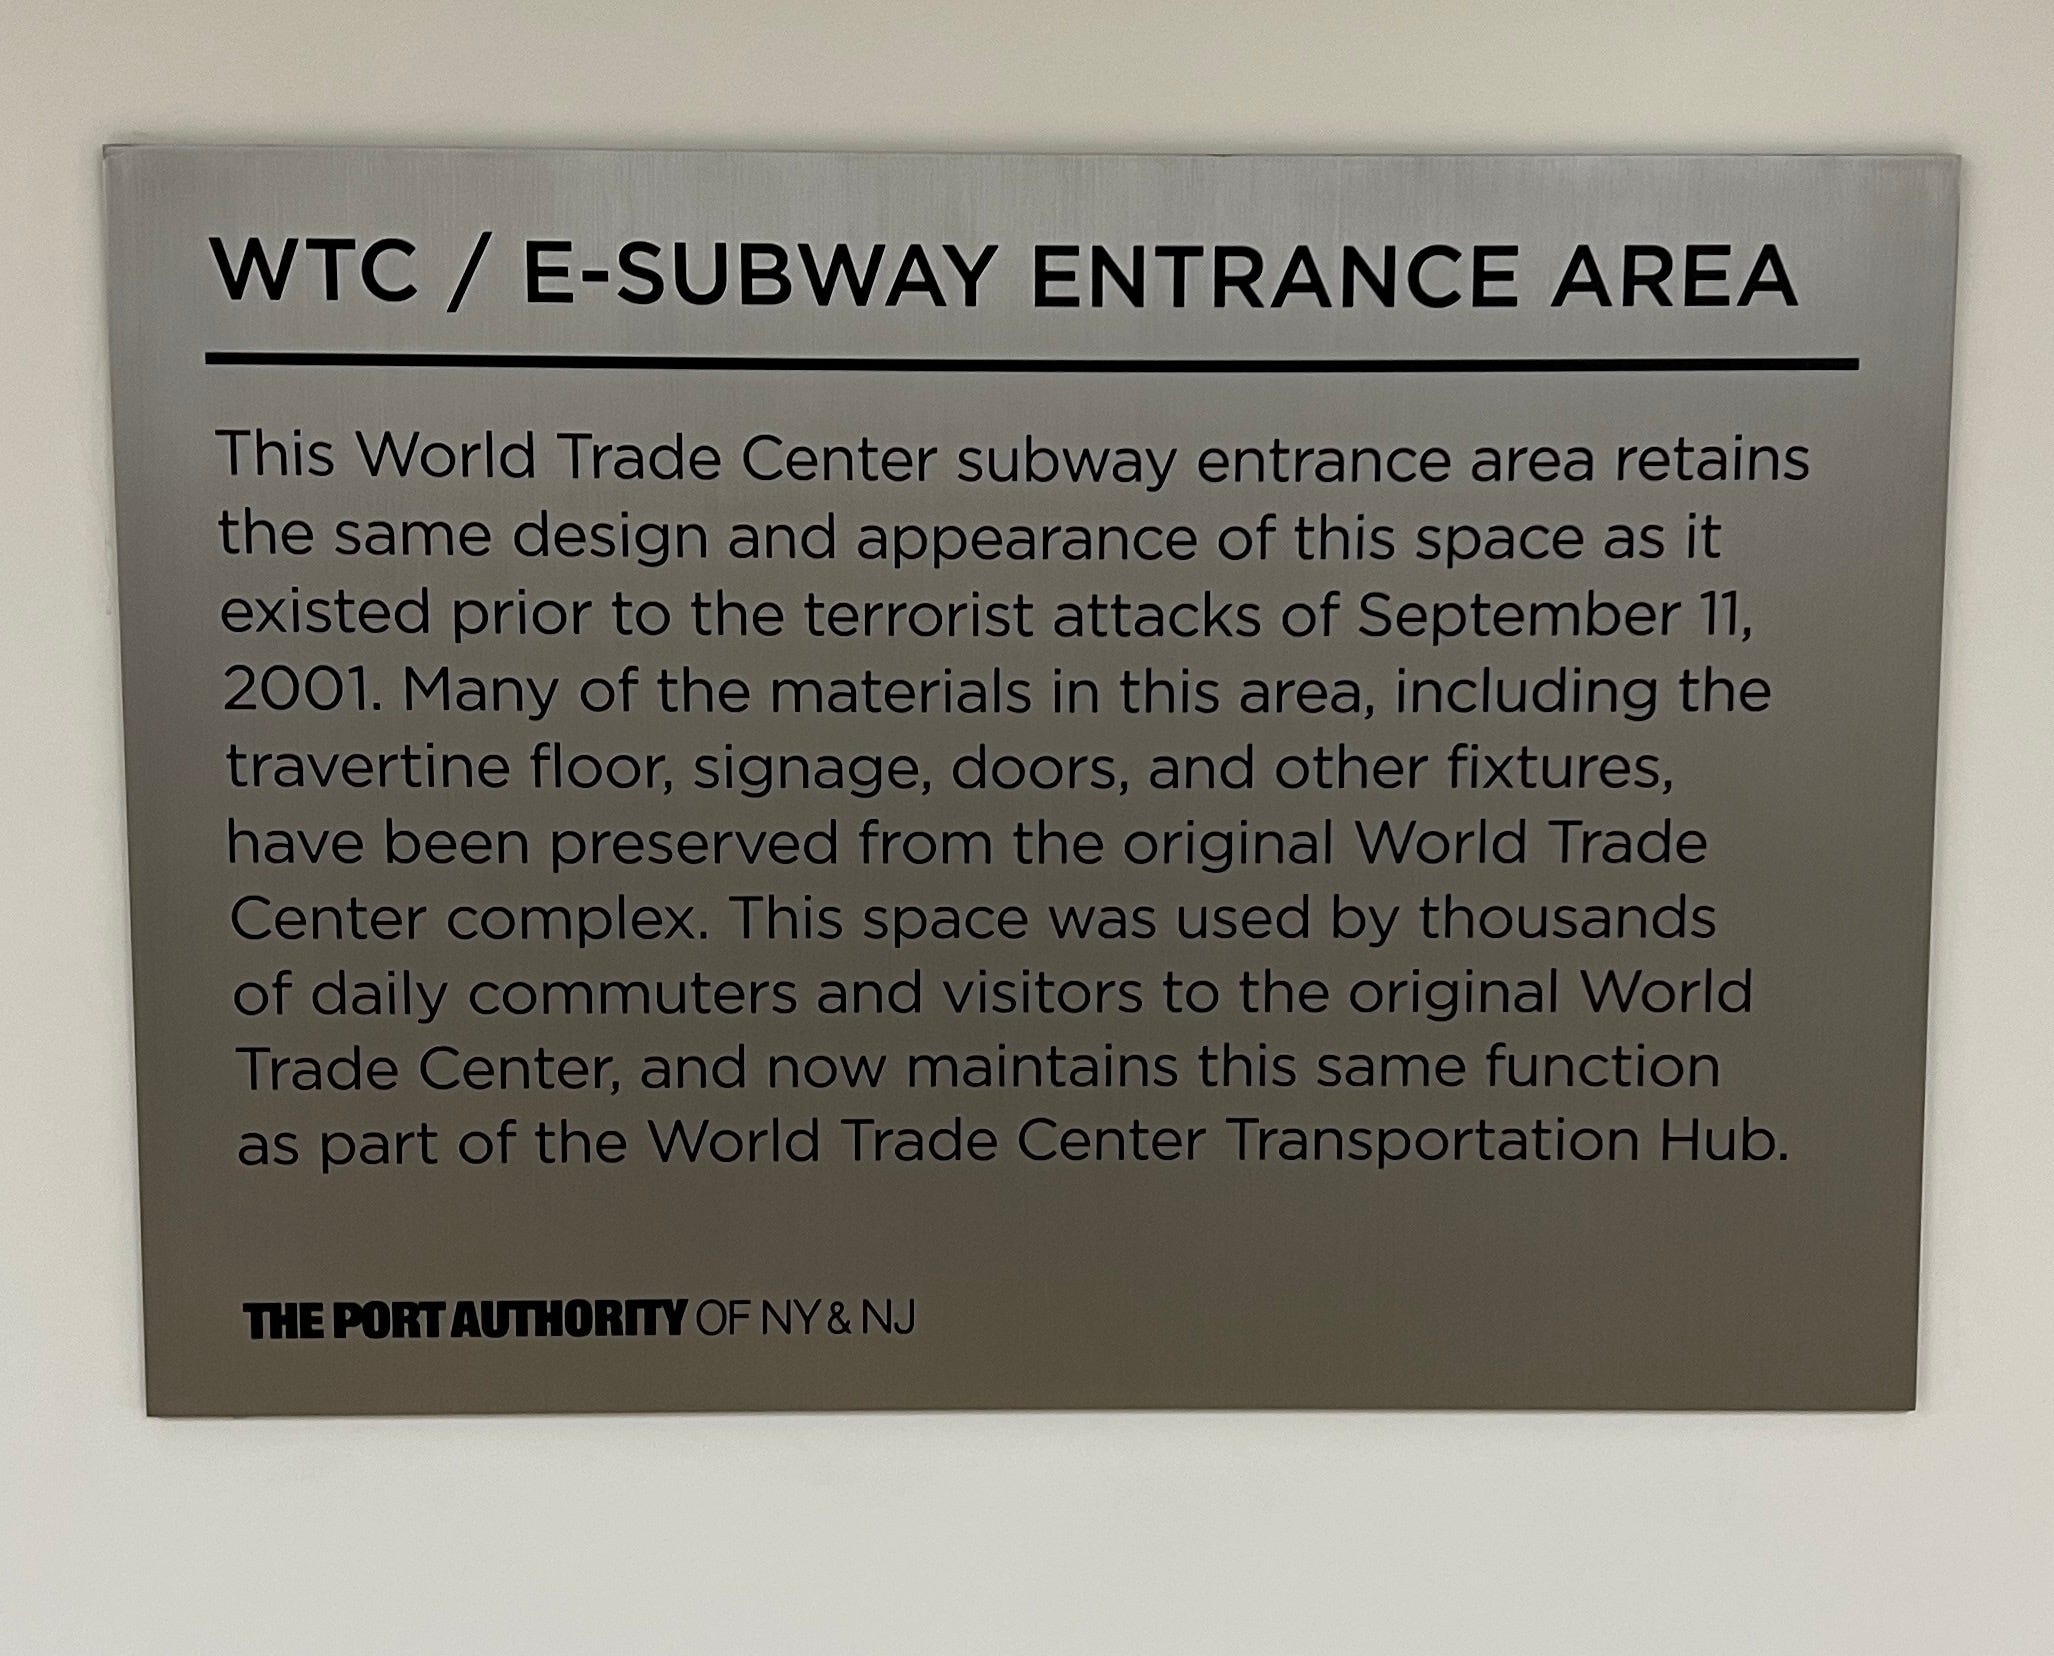 WTC / E-SUBWAY ENTRANCE AREA
This World Trade Center subway entrance area retains
the same design and appearance of this space as it
existed prior to the terrorist attacks of September 11,
2001. Many of the materials in this area, including the
travertine floor, signage, doors, and other fixtures,
have been preserved from the original World Trade
Center complex. This space was used by thousands
of daily commuters and visitors to the original World
Trade Center, and now maintains this same function
as part of the World Trade Center Transportation Hub.
THE PORT AUTHORITY OF NY & NJ